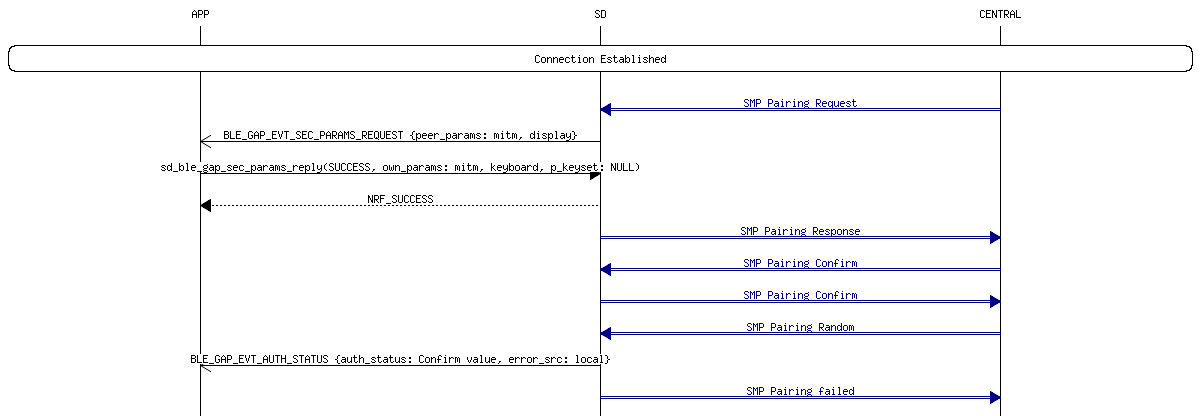 APP SD CENTRAL
Connection Established
SMP Pairing Request
BLE_GAP_EVT_SEC_PARAMS_REQUEST {peer_params: mitm, display}
sd_ble_gap_sec_params_reply(SUCCESS, own_params: mitm, keyboard, p_keyset: NULL)
NRF_SUCCESS
SMP Pairing Response
SMP Pairing Confirm
SMP Pairing Confirm
SMP Pairing Random
BLE_GAP_EVT_AUTH_STATUS {auth_status: Confirm value, error_src: local}
SMP Pairing failed